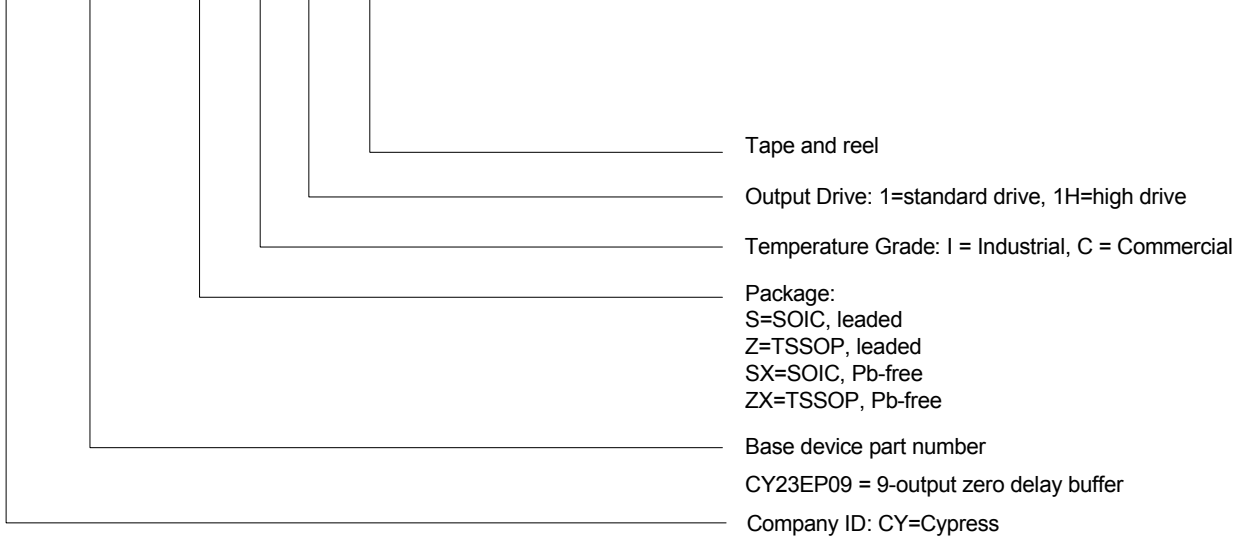 Tape and reel
Output Drive: 1=standard drive, 1H=high drive
Temperature Grade: I = Industrial, C = Commercial
Package:
S=SOIC, leaded
Z=TSSOP, leaded
SX=SOIC, Pb-free
ZX=TSSOP, Pb-free
Base device part number
CY23EP09 = 9-output zero delay buffer
Company ID: CY=Cypress